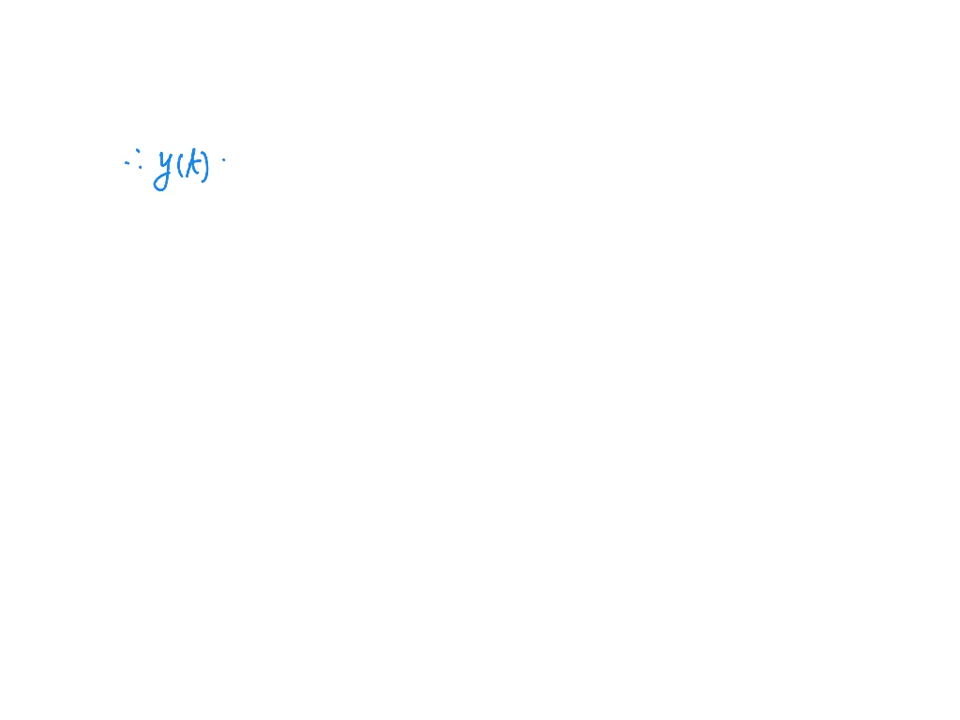 ∴ y(t) ·